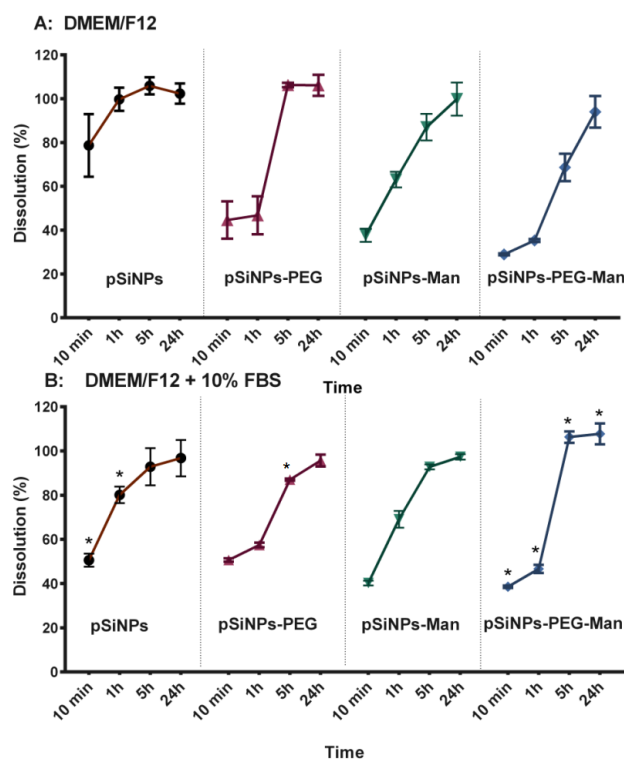 A: DMEM/F12
120
100
80
60
40
20
0
Dissolution (%)
pSiNPs
pSiNPs-PEG
pSiNPs-Man
pSiNPs-PEG-Man
10 min 1h 5h 24h 10 min 1h 5h 24h 10 min 1h 5h 24h 10 min 1h 5h 24h
Time
B: DMEM/F12 + 10% FBS
120
100
80
60
40
20
0
Dissolution (%)
* * * * * * *
pSiNPs
pSiNPs-PEG
pSiNPs-Man
pSiNPs-PEG-Man
10 min 1h 5h 24h 10 min 1h 5h 24h 10 min 1h 5h 24h 10 min 1h 5h 24h
Time